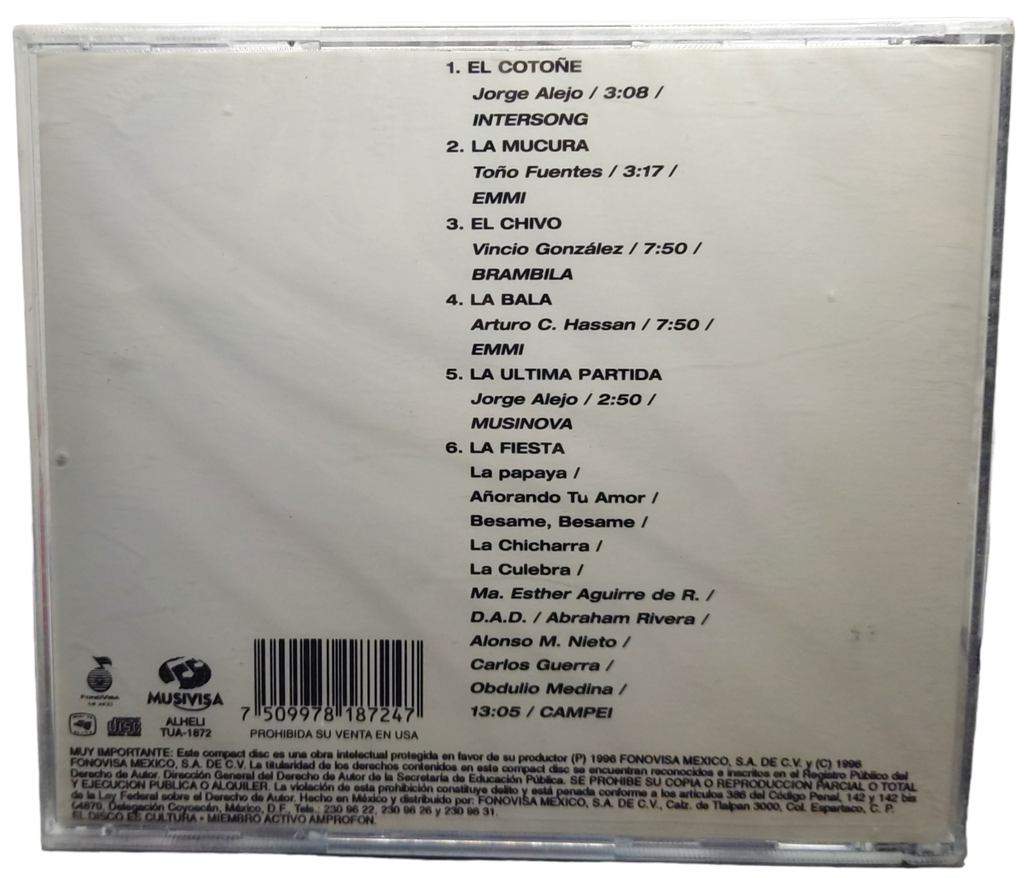 1. EL COTOÑE
Jorge Alejo / 3:08 /
INTERSONG
2. LA MUCURA
Toño Fuentes / 3:17 /
EMMI
3. EL CHIVO
Vincio González / 7:50 /
BRAMBILA
4. LA BALA
Arturo C. Hassan / 7:50 /
EMMI
5. LA ULTIMA PARTIDA
Jorge Alejo / 2:50 /
MUSINOVA
6. LA FIESTA
La papaya /
Añorando Tu Amor /
Besame, Besame /
La Chicharra /
La Culebra /
Ma. Esther Aguirre de R. /
D.A.D. / Abraham Rivera /
Alonso M. Nieto /
Carlos Guerra /
Obdulio Medina /
13:05 / CAMPEI
FONOVISA
MUSIVISA
disc
ALHELI
TUA-1872
7 509978 187247
PROHIBIDA SU VENTA EN USA
MUY IMPORTANTE: Este compact disc es una obra intelectual protegida en favor de su productor (P) 1996 FONOVISA MEXICO, S.A. DE C.V. y (C) 1996
FONOVISA MEXICO, S.A. DE C.V. La titularidad de los derechos contenidos en este compact disc se encuentran reconocidos e inscritos en el Registro Público del
Derecho de Autor. Dirección General del Derecho de Autor de la Secretaría de Educación Pública. SE PROHIBE SU COPIA O REPRODUCCION PARCIAL O TOTAL
Y EJECUCION PUBLICA O ALQUILER. La violación de esta prohibición constituye delito y está penada conforme a los artículos 386 del Código Penal, 142 y 142 bis
de la Ley Federal sobre el Derecho de Autor. Hecho en México y distribuido por: FONOVISA MEXICO, S.A. DE C.V., Calz. de Tlalpan 3000, Col. Espartaco, C. P.
04870, Delegación Coyoacán, México, D.F., Tels.: 230 96 22, 230 96 26 y 230 96 31.
EL DISCO ES CULTURA • MIEMBRO ACTIVO AMPROFON.